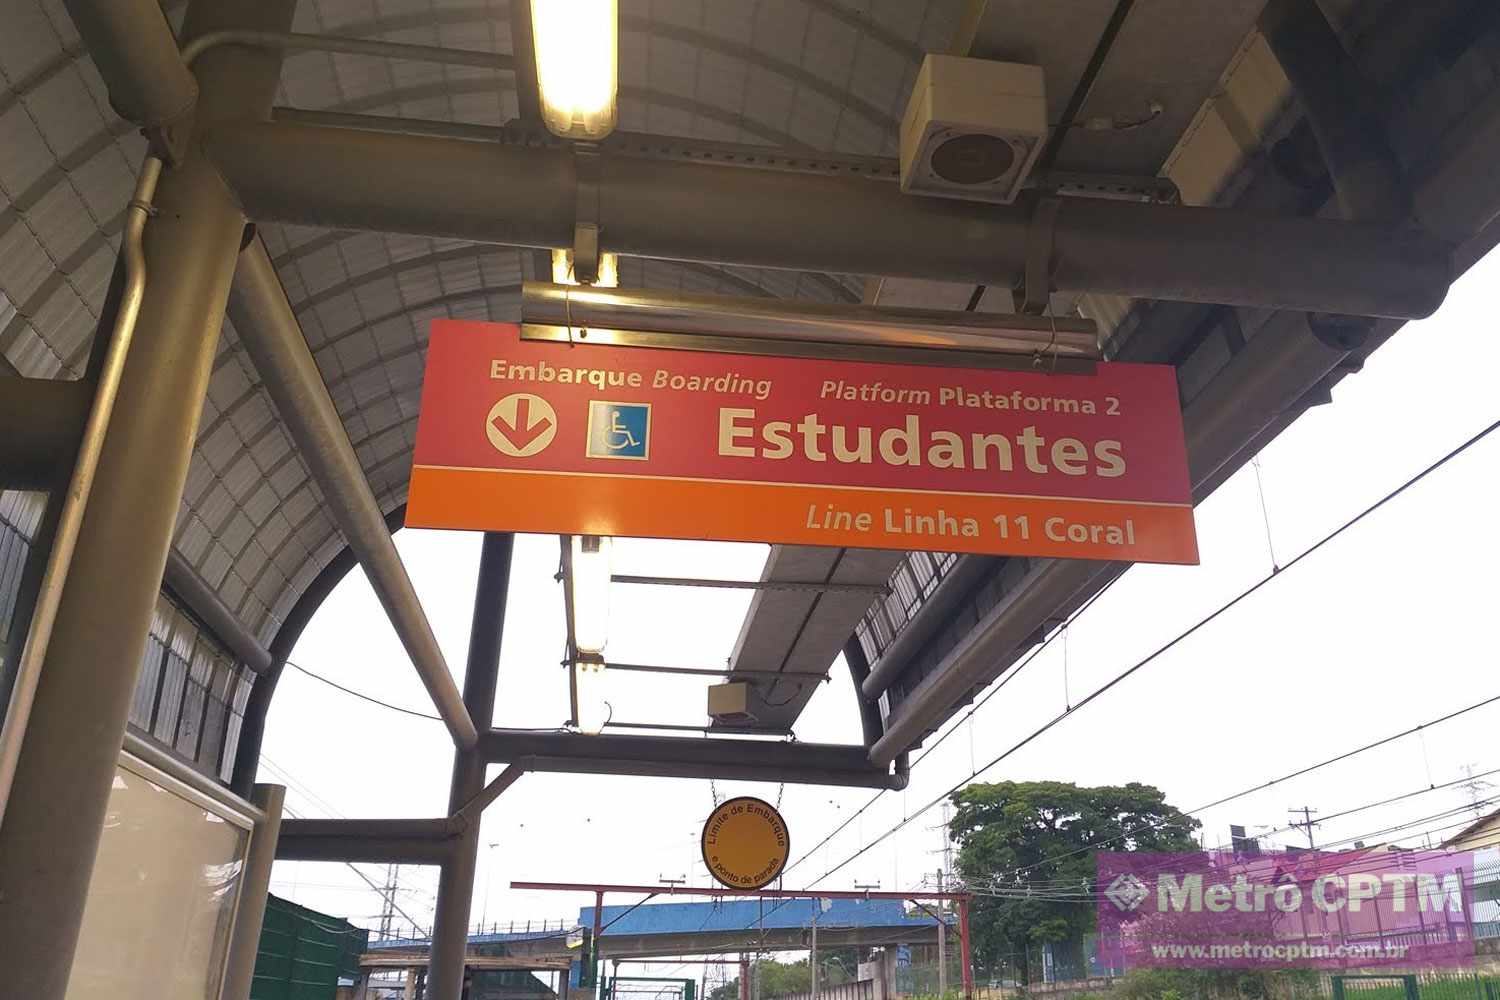 Embarque Boarding
Platform Plataforma 2
Estudantes
Line Linha 11 Coral
Limite de Embarque
e ponto de parada
Metrô CPTM
www.metrocptm.com.br